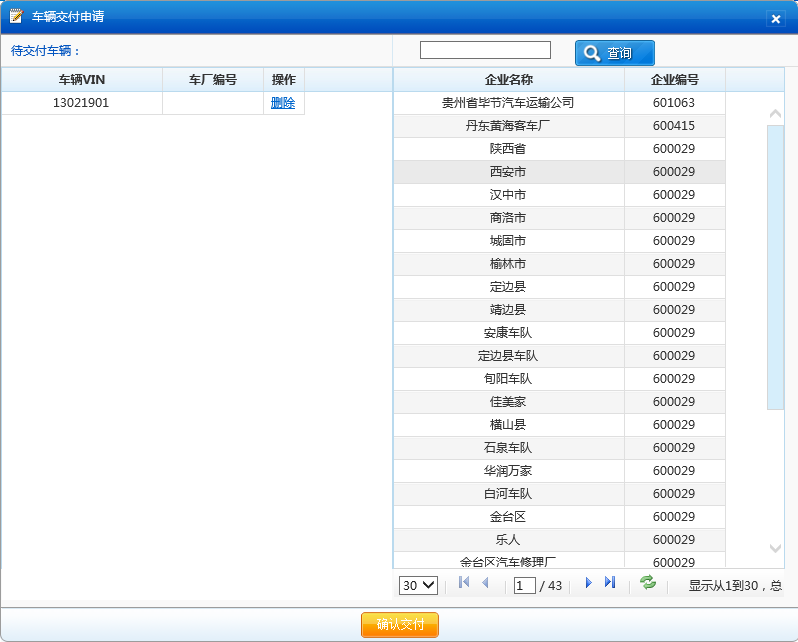 车辆交付申请
待交付车辆：
查询
车辆VIN 车厂编号 操作
13021901 删除
企业名称 企业编号
贵州省毕节汽车运输公司 601063
丹东黄海客车厂 600415
陕西省 600029
西安市 600029
汉中市 600029
商洛市 600029
城固市 600029
榆林市 600029
定边县 600029
靖边县 600029
安康车队 600029
定边县车队 600029
旬阳车队 600029
佳美家 600029
横山县 600029
石泉车队 600029
华润万家 600029
白河车队 600029
金台区 600029
乐人 600029
金台区汽车修理厂 600029
30 1 / 43 显示从1到30，总
确认交付